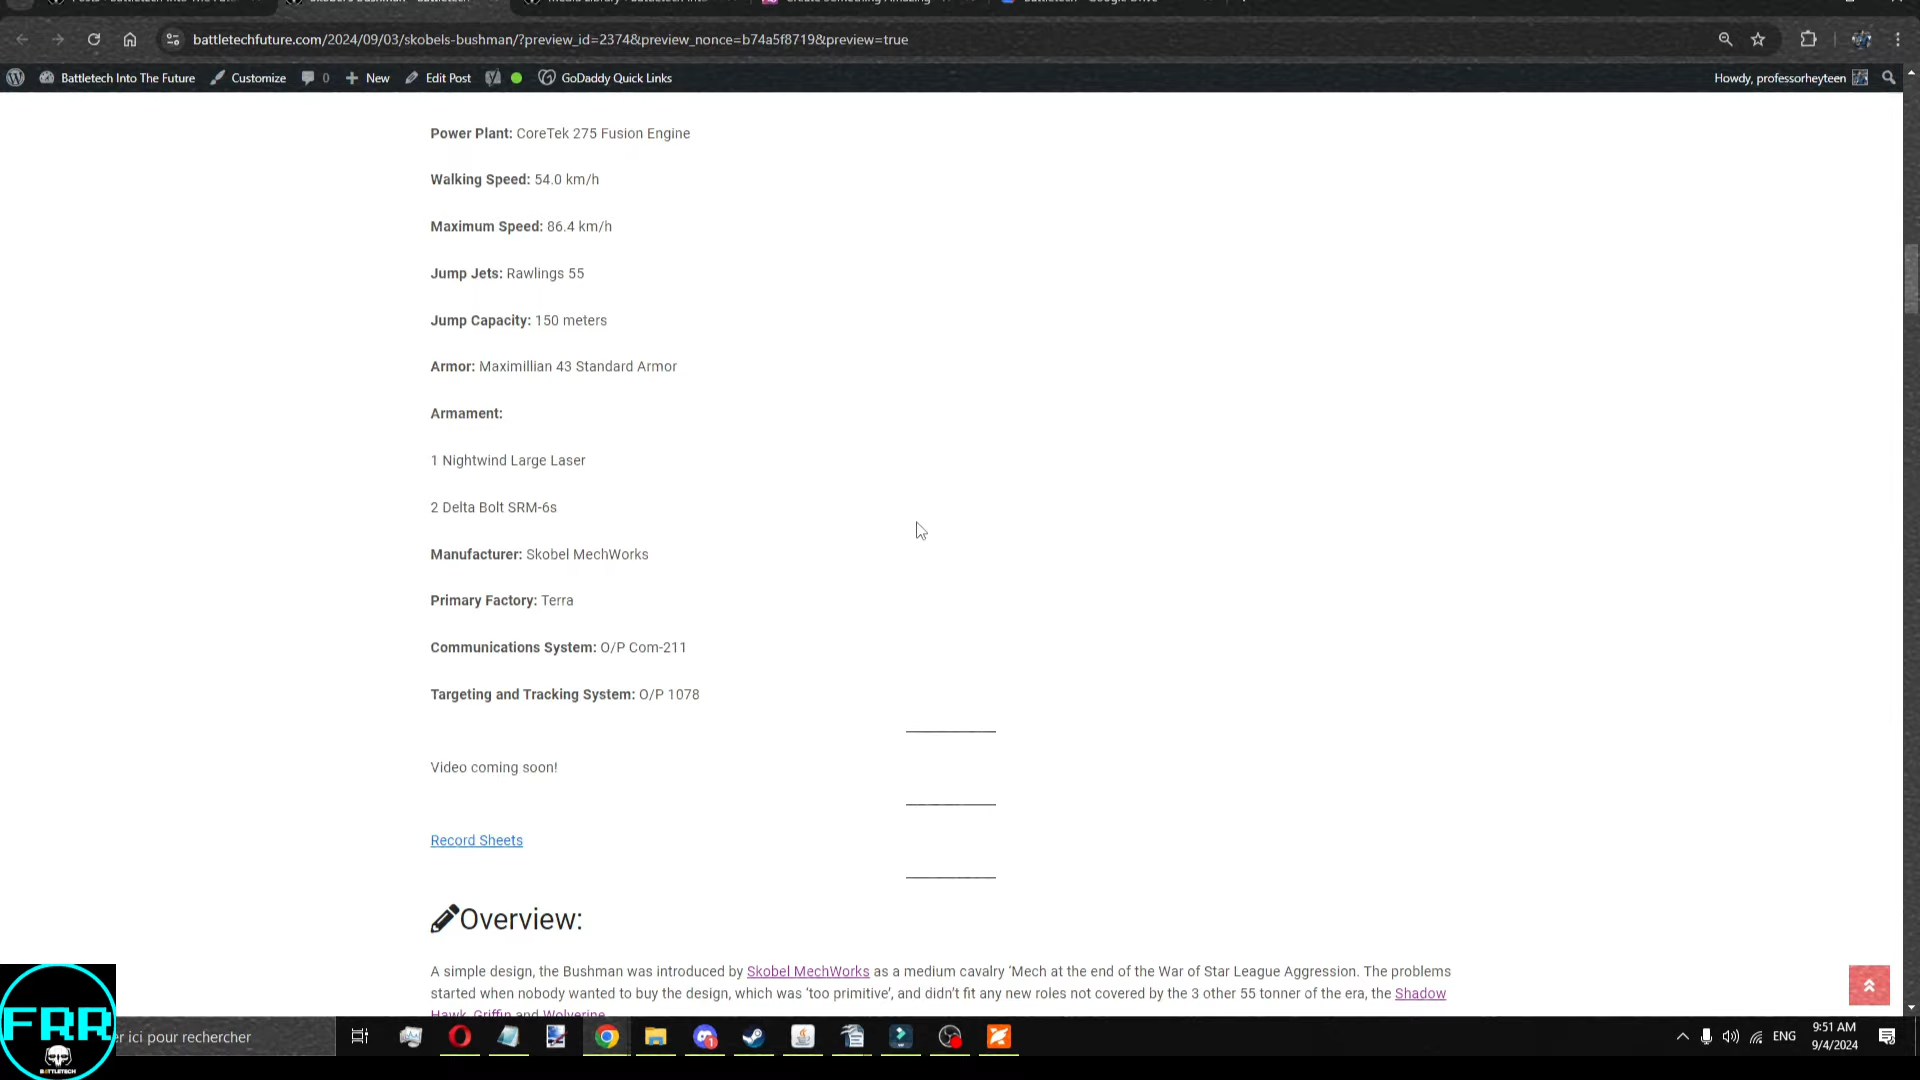 battletechfuture.com/2024/09/03/skobels-bushman/?preview_id=2374&preview_nonce=b74a5f8719&preview=true
Battletech Into The Future
Customize
0
New
Edit Post
GoDaddy Quick Links
Howdy, professorheyteen
Power Plant: CoreTek 275 Fusion Engine
Walking Speed: 54.0 km/h
Maximum Speed: 86.4 km/h
Jump Jets: Rawlings 55
Jump Capacity: 150 meters
Armor: Maximillian 43 Standard Armor
Armament:
1 Nightwind Large Laser
2 Delta Bolt SRM-6s
Manufacturer: Skobel MechWorks
Primary Factory: Terra
Communications System: O/P Com-211
Targeting and Tracking System: O/P 1078
Video coming soon!
Record Sheets
Overview:
A simple design, the Bushman was introduced by Skobel MechWorks as a medium cavalry ‘Mech at the end of the War of Star League Aggression. The problems
started when nobody wanted to buy the design, which was ‘too primitive’, and didn’t fit any new roles not covered by the 3 other 55 tonner of the era, the Shadow
Hawk, Griffin and Wolverine.
FRR
BATTLETECH
er ici pour rechercher
1
ENG
9:51 AM
9/4/2024